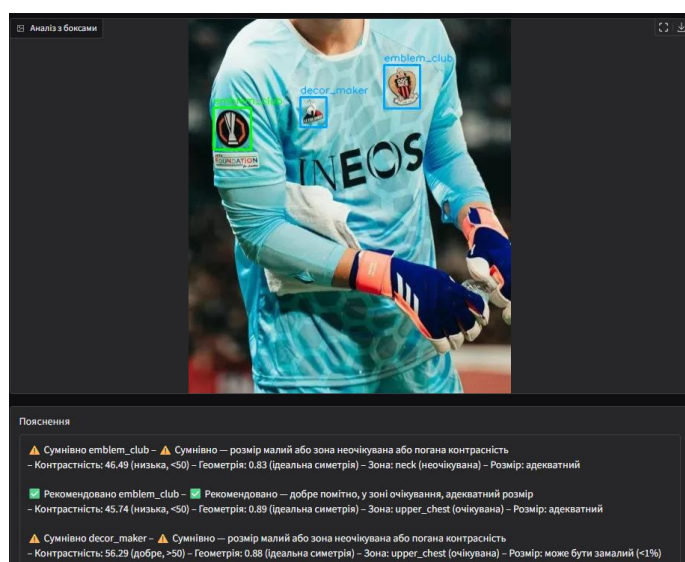 Аналіз з боксами
emblem_club
decor_maker
FOUNDATION
INEOS
Пояснення
⚠️ Сумнівно emblem_club – ⚠️ Сумнівно — розмір малий або зона неочікувана або погана контрасність
– Контрастність: 46.49 (низька, <50) – Геометрія: 0.83 (ідеальна симетрія) – Зона: neck (неочікувана) – Розмір: адекватний
✅ Рекомендовано emblem_club – ✅ Рекомендовано — добре помітно, у зоні очікування, адекватний розмір
– Контрастність: 45.74 (низька, <50) – Геометрія: 0.89 (ідеальна симетрія) – Зона: upper_chest (очікувана) – Розмір: адекватний
⚠️ Сумнівно decor_maker – ⚠️ Сумнівно — розмір малий або зона неочікувана або погана контрасність
– Контрастність: 56.29 (добре, >50) – Геометрія: 0.88 (ідеальна симетрія) – Зона: upper_chest (очікувана) – Розмір: може бути замалий (<1%)